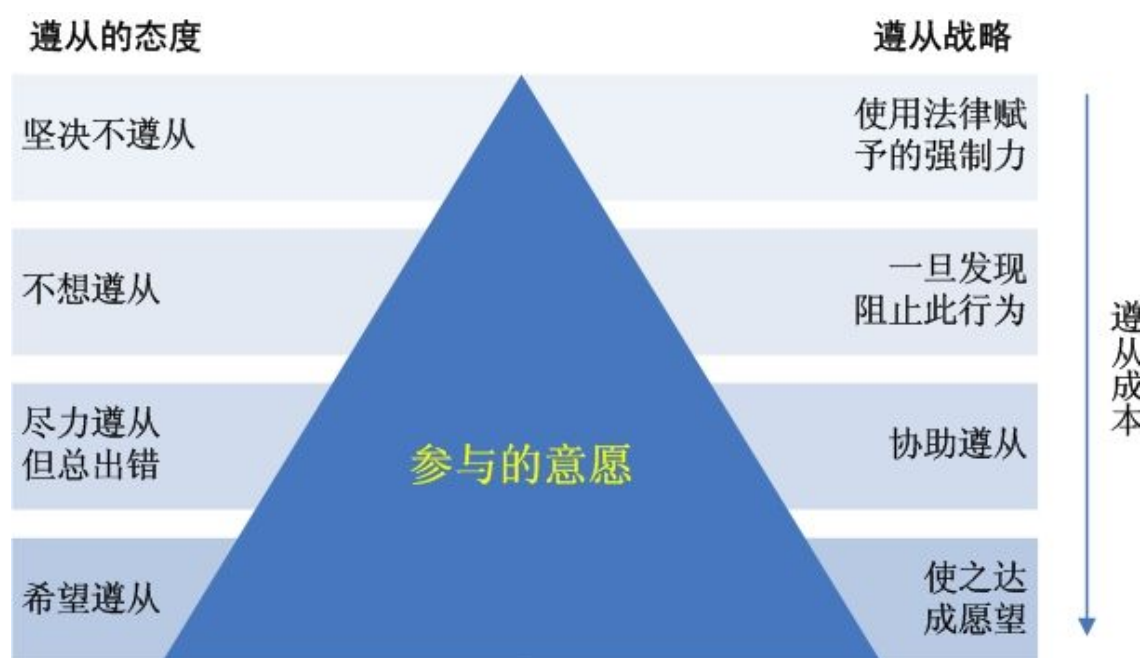 遵从的态度
遵从战略
坚决不遵从
使用法律赋
予的强制力
不想遵从
一旦发现
阻止此行为
尽力遵从
但总出错
参与的意愿
协助遵从
希望遵从
使之达
成愿望
遵从成本